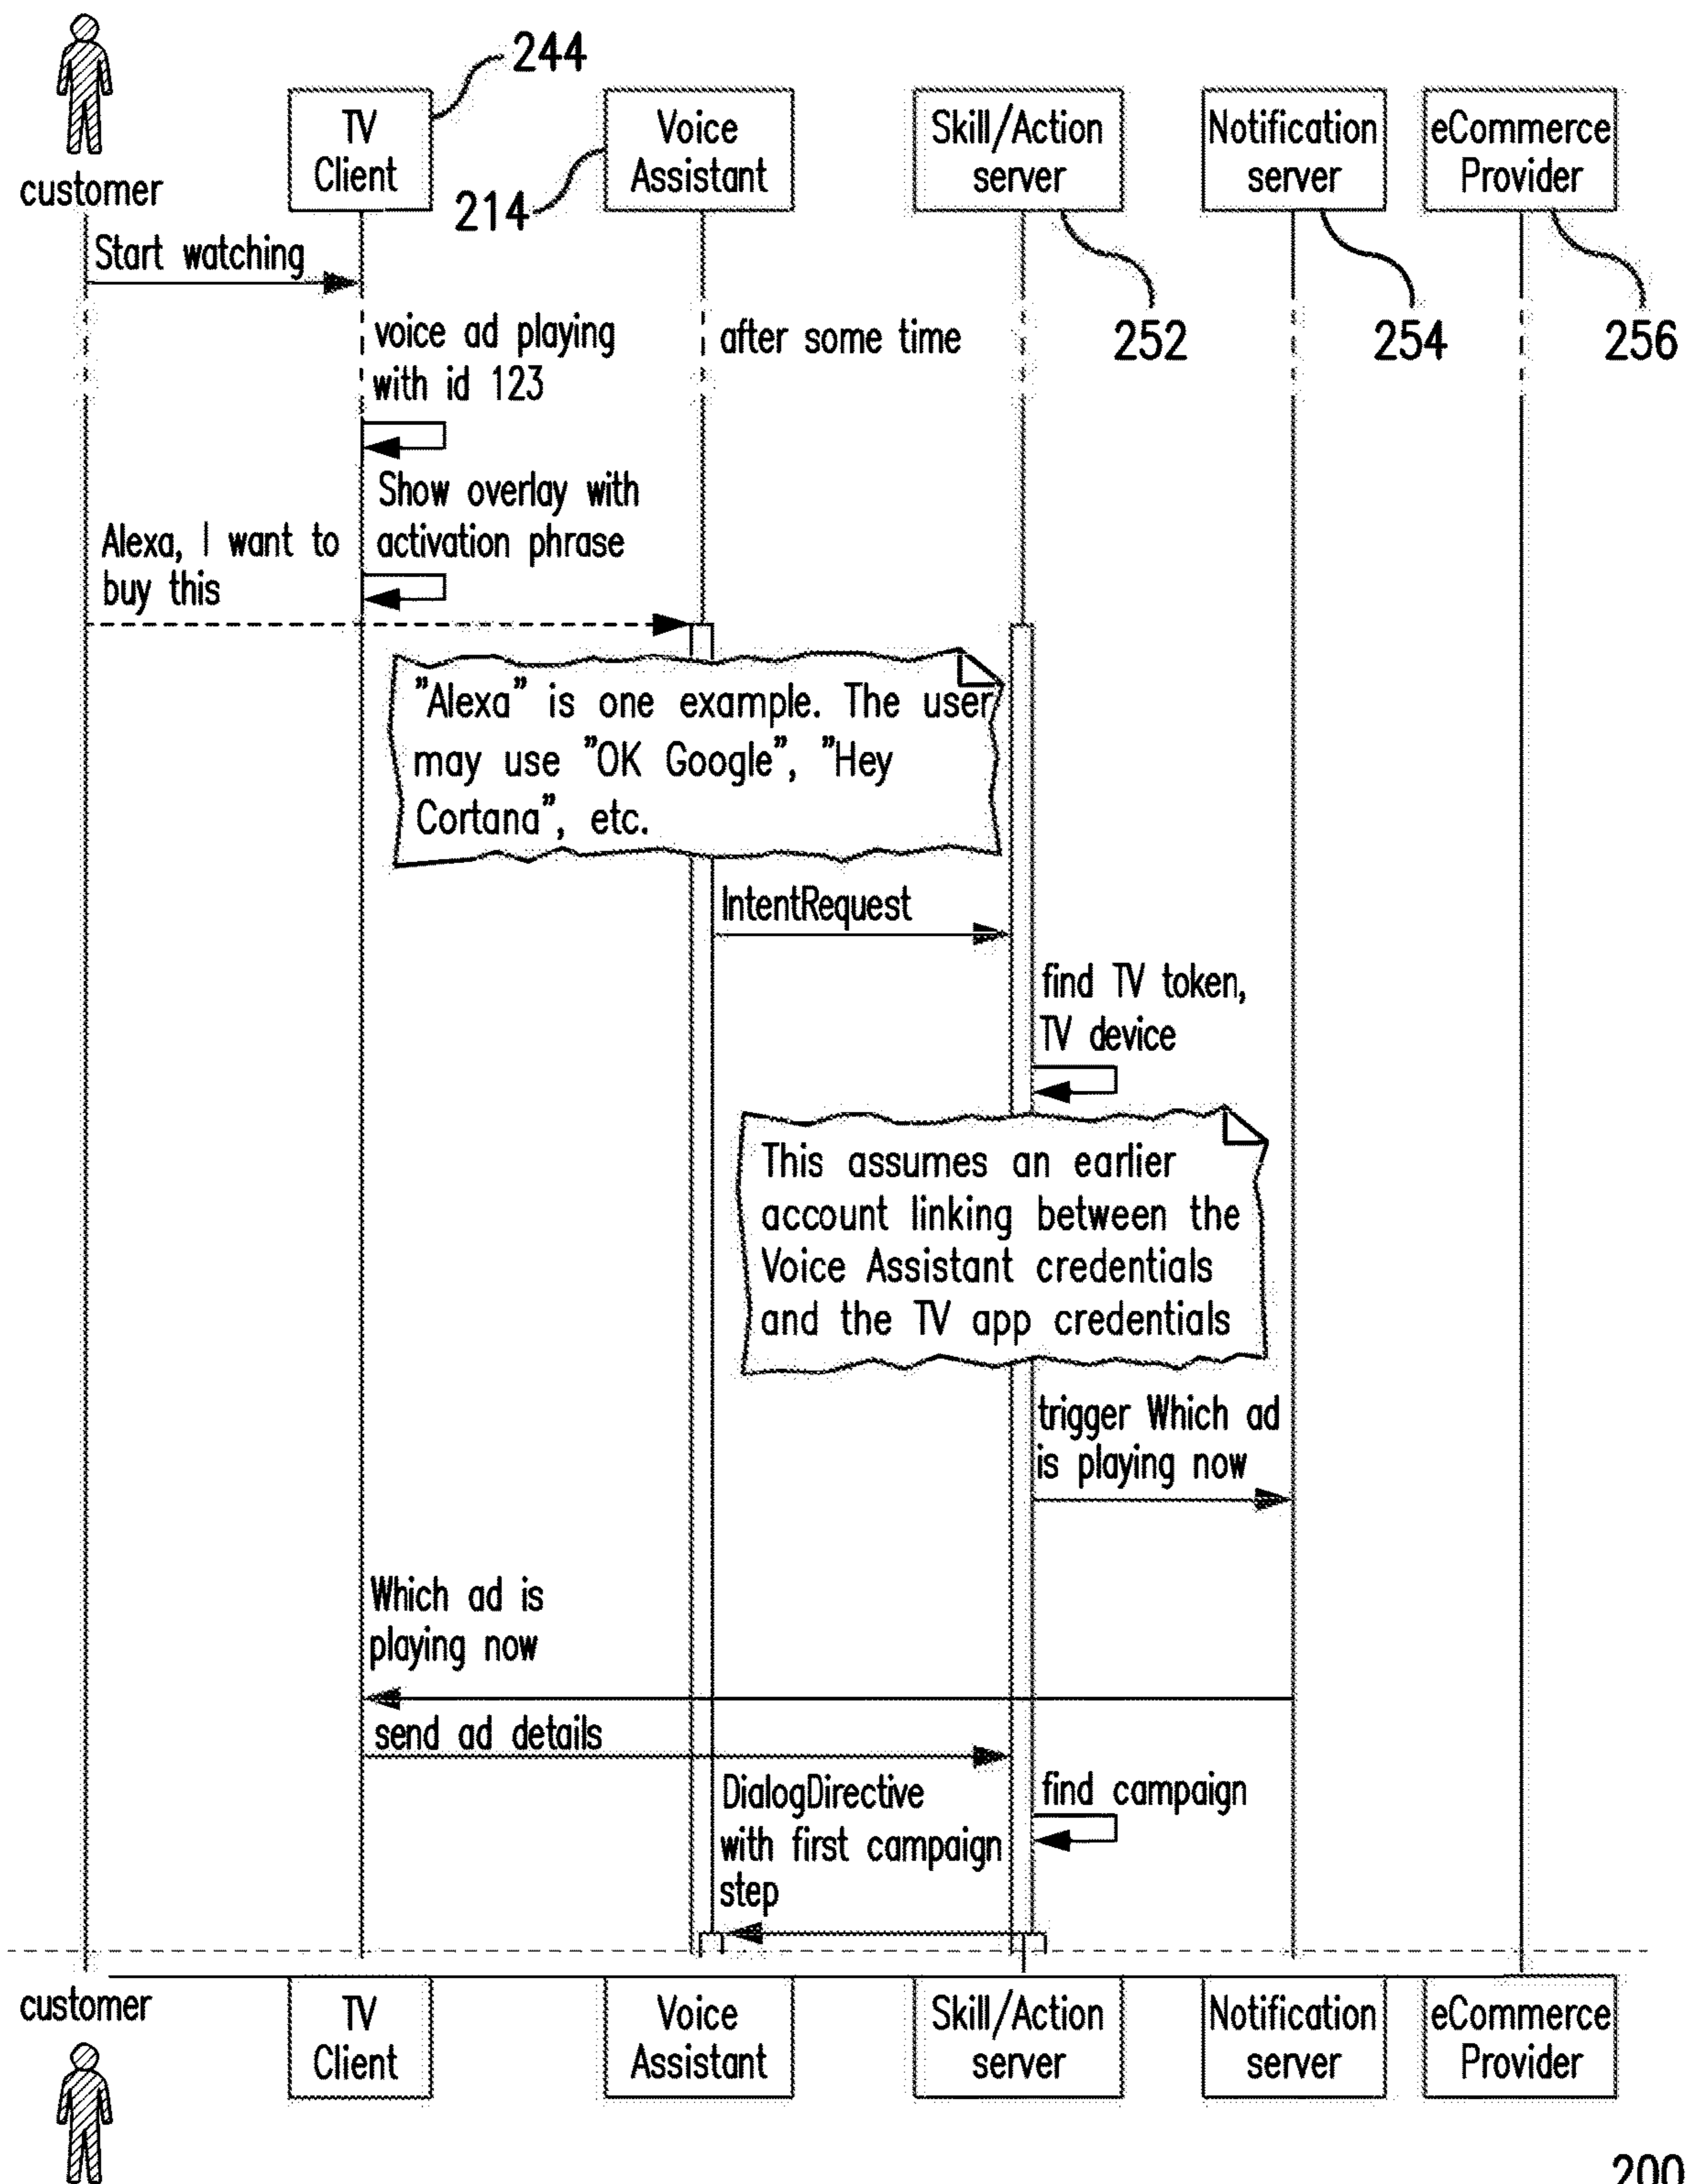 244
TV
Client
Voice
Assistant
Skill/Action
server
Notification
server
eCommerce
Provider
customer
214
Start watching
252
254
256
voice ad playing
with id 123
after some time
Show overlay with
activation phrase
Alexa, I want to
buy this
"Alexa" is one example. The user
may use "OK Google", "Hey
Cortana", etc.
IntentRequest
find TV token,
TV device
This assumes an earlier
account linking between the
Voice Assistant credentials
and the TV app credentials
trigger Which ad
is playing now
Which ad is
playing now
send ad details
find campaign
DialogDirective
with first campaign
step
customer
TV
Client
Voice
Assistant
Skill/Action
server
Notification
server
eCommerce
Provider
200